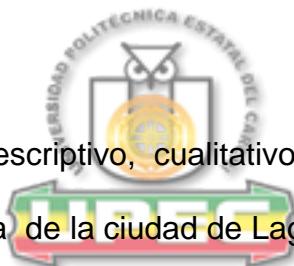 UNIVERSIDAD POLITÉCNICA ESTATAL DEL CARCHI
escriptivo, cualitativo
a de la ciudad de Lag
UPEC